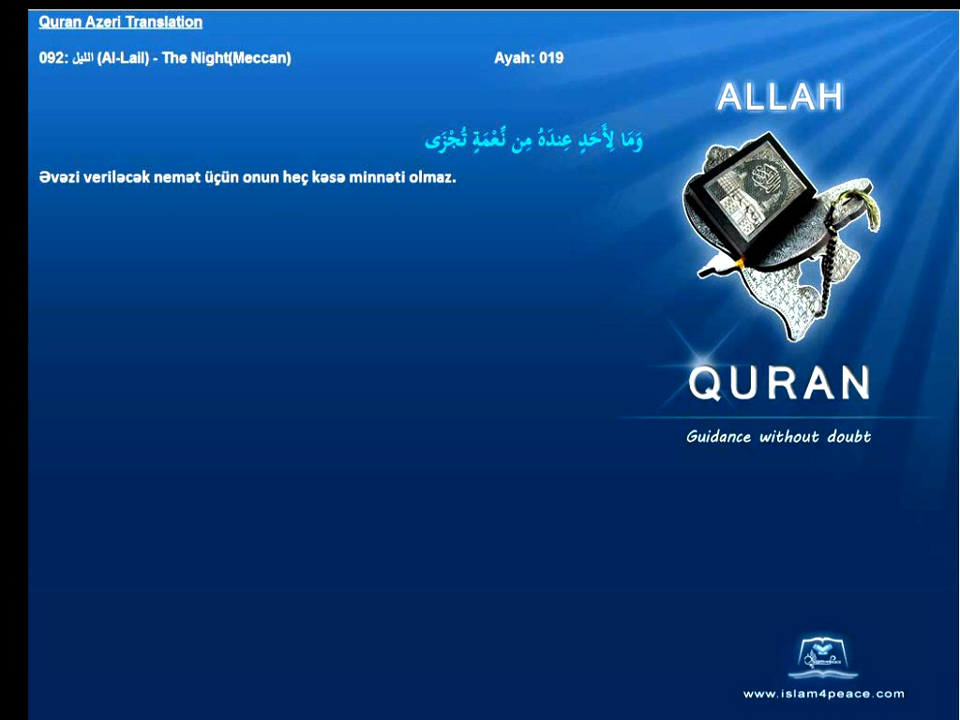 Quran Azeri Translation
092: الليل (Al-Lail) - The Night(Meccan) Ayah: 019
ALLAH
وَمَا لِأَحَدٍ عِندَهُ مِن نِّعْمَةٍ تُجْزَى
Əvəzi veriləcək nemət üçün onun heç kəsə minnəti olmaz.
QURAN
Guidance without doubt
www.islam4peace.com